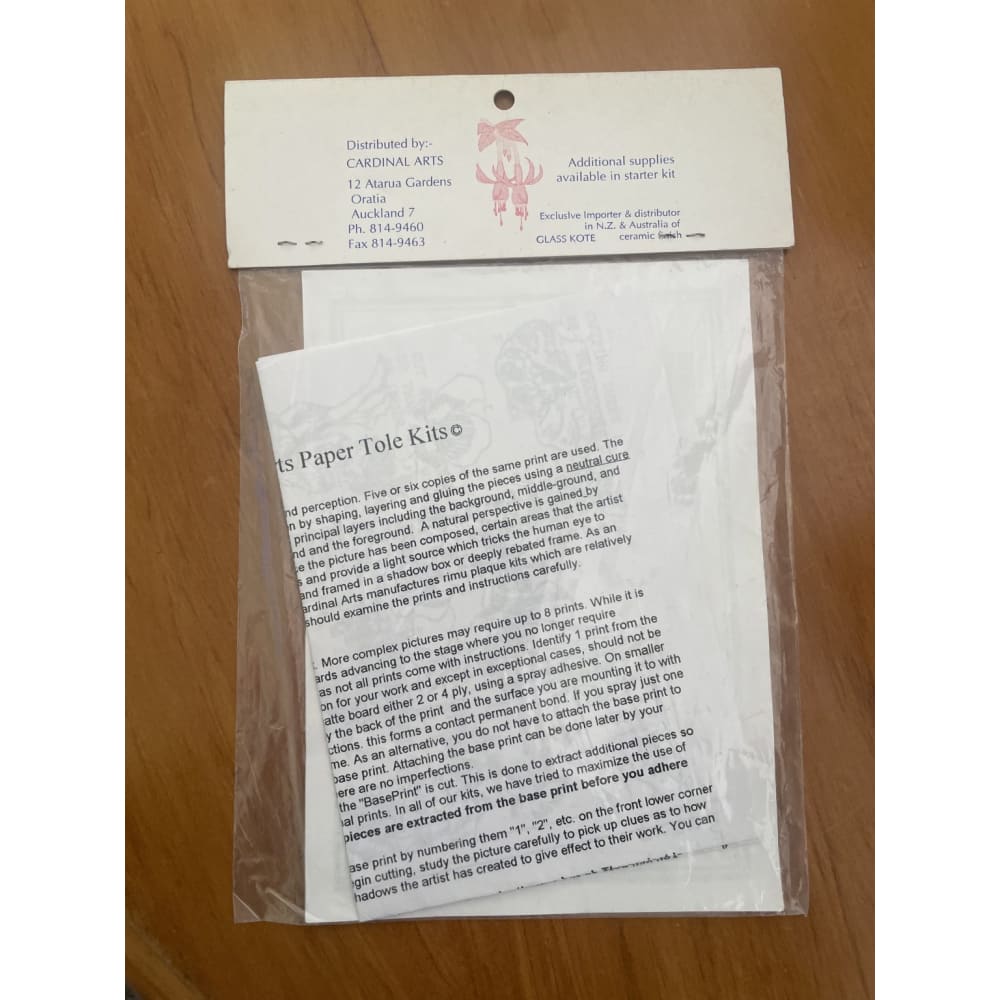 Distributed by:-
CARDINAL ARTS
12 Atarua Gardens
Oratia
Auckland 7
Ph. 814-9460
Fax 814-9463
Additional supplies
available in starter kit
Exclusive Importer & distributor
in N.Z. & Australia of
GLASS KOTE ceramic finish
ts Paper Tole Kits©
nd perception. Five or six copies of the same print are used. The
n by shaping, layering and gluing the pieces using a neutral cure
principal layers including the background, middle-ground, and
nd and the foreground. A natural perspective is gained by
e the picture has been composed, certain areas that the artist
s and provide a light source which tricks the human eye to
and framed in a shadow box or deeply rebated frame. As an
ardinal Arts manufactures rimu plaque kits which are relatively
should examine the prints and instructions carefully.
. More complex pictures may require up to 8 prints. While it is
ards advancing to the stage where you no longer require
as not all prints come with instructions. Identify 1 print from the
on for your work and except in exceptional cases, should not be
atte board either 2 or 4 ply, using a spray adhesive. On smaller
y the back of the print and the surface you are mounting it to with
ctions. this forms a contact permanent bond. If you spray just one
me. As an alternative, you do not have to attach the base print to
base print. Attaching the base print can be done later by your
ere are no imperfections.
the "BasePrint" is cut. This is done to extract additional pieces so
al prints. In all of our kits, we have tried to maximize the use of
pieces are extracted from the base print before you adhere
ase print by numbering them "1", "2", etc. on the front lower corner
egin cutting, study the picture carefully to pick up clues as to how
hadows the artist has created to give effect to their work. You can